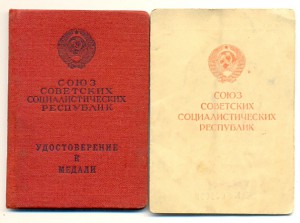 СОЮЗ
СОВЕТСКИХ
СОЦИАЛИСТИЧЕСКИХ
РЕСПУБЛИК
УДОСТОВЕРЕНИЕ
К
МЕДАЛИ
СОЮЗ
СОВЕТСКИХ
СОЦИАЛИСТИЧЕСКИХ
РЕСПУБЛИК